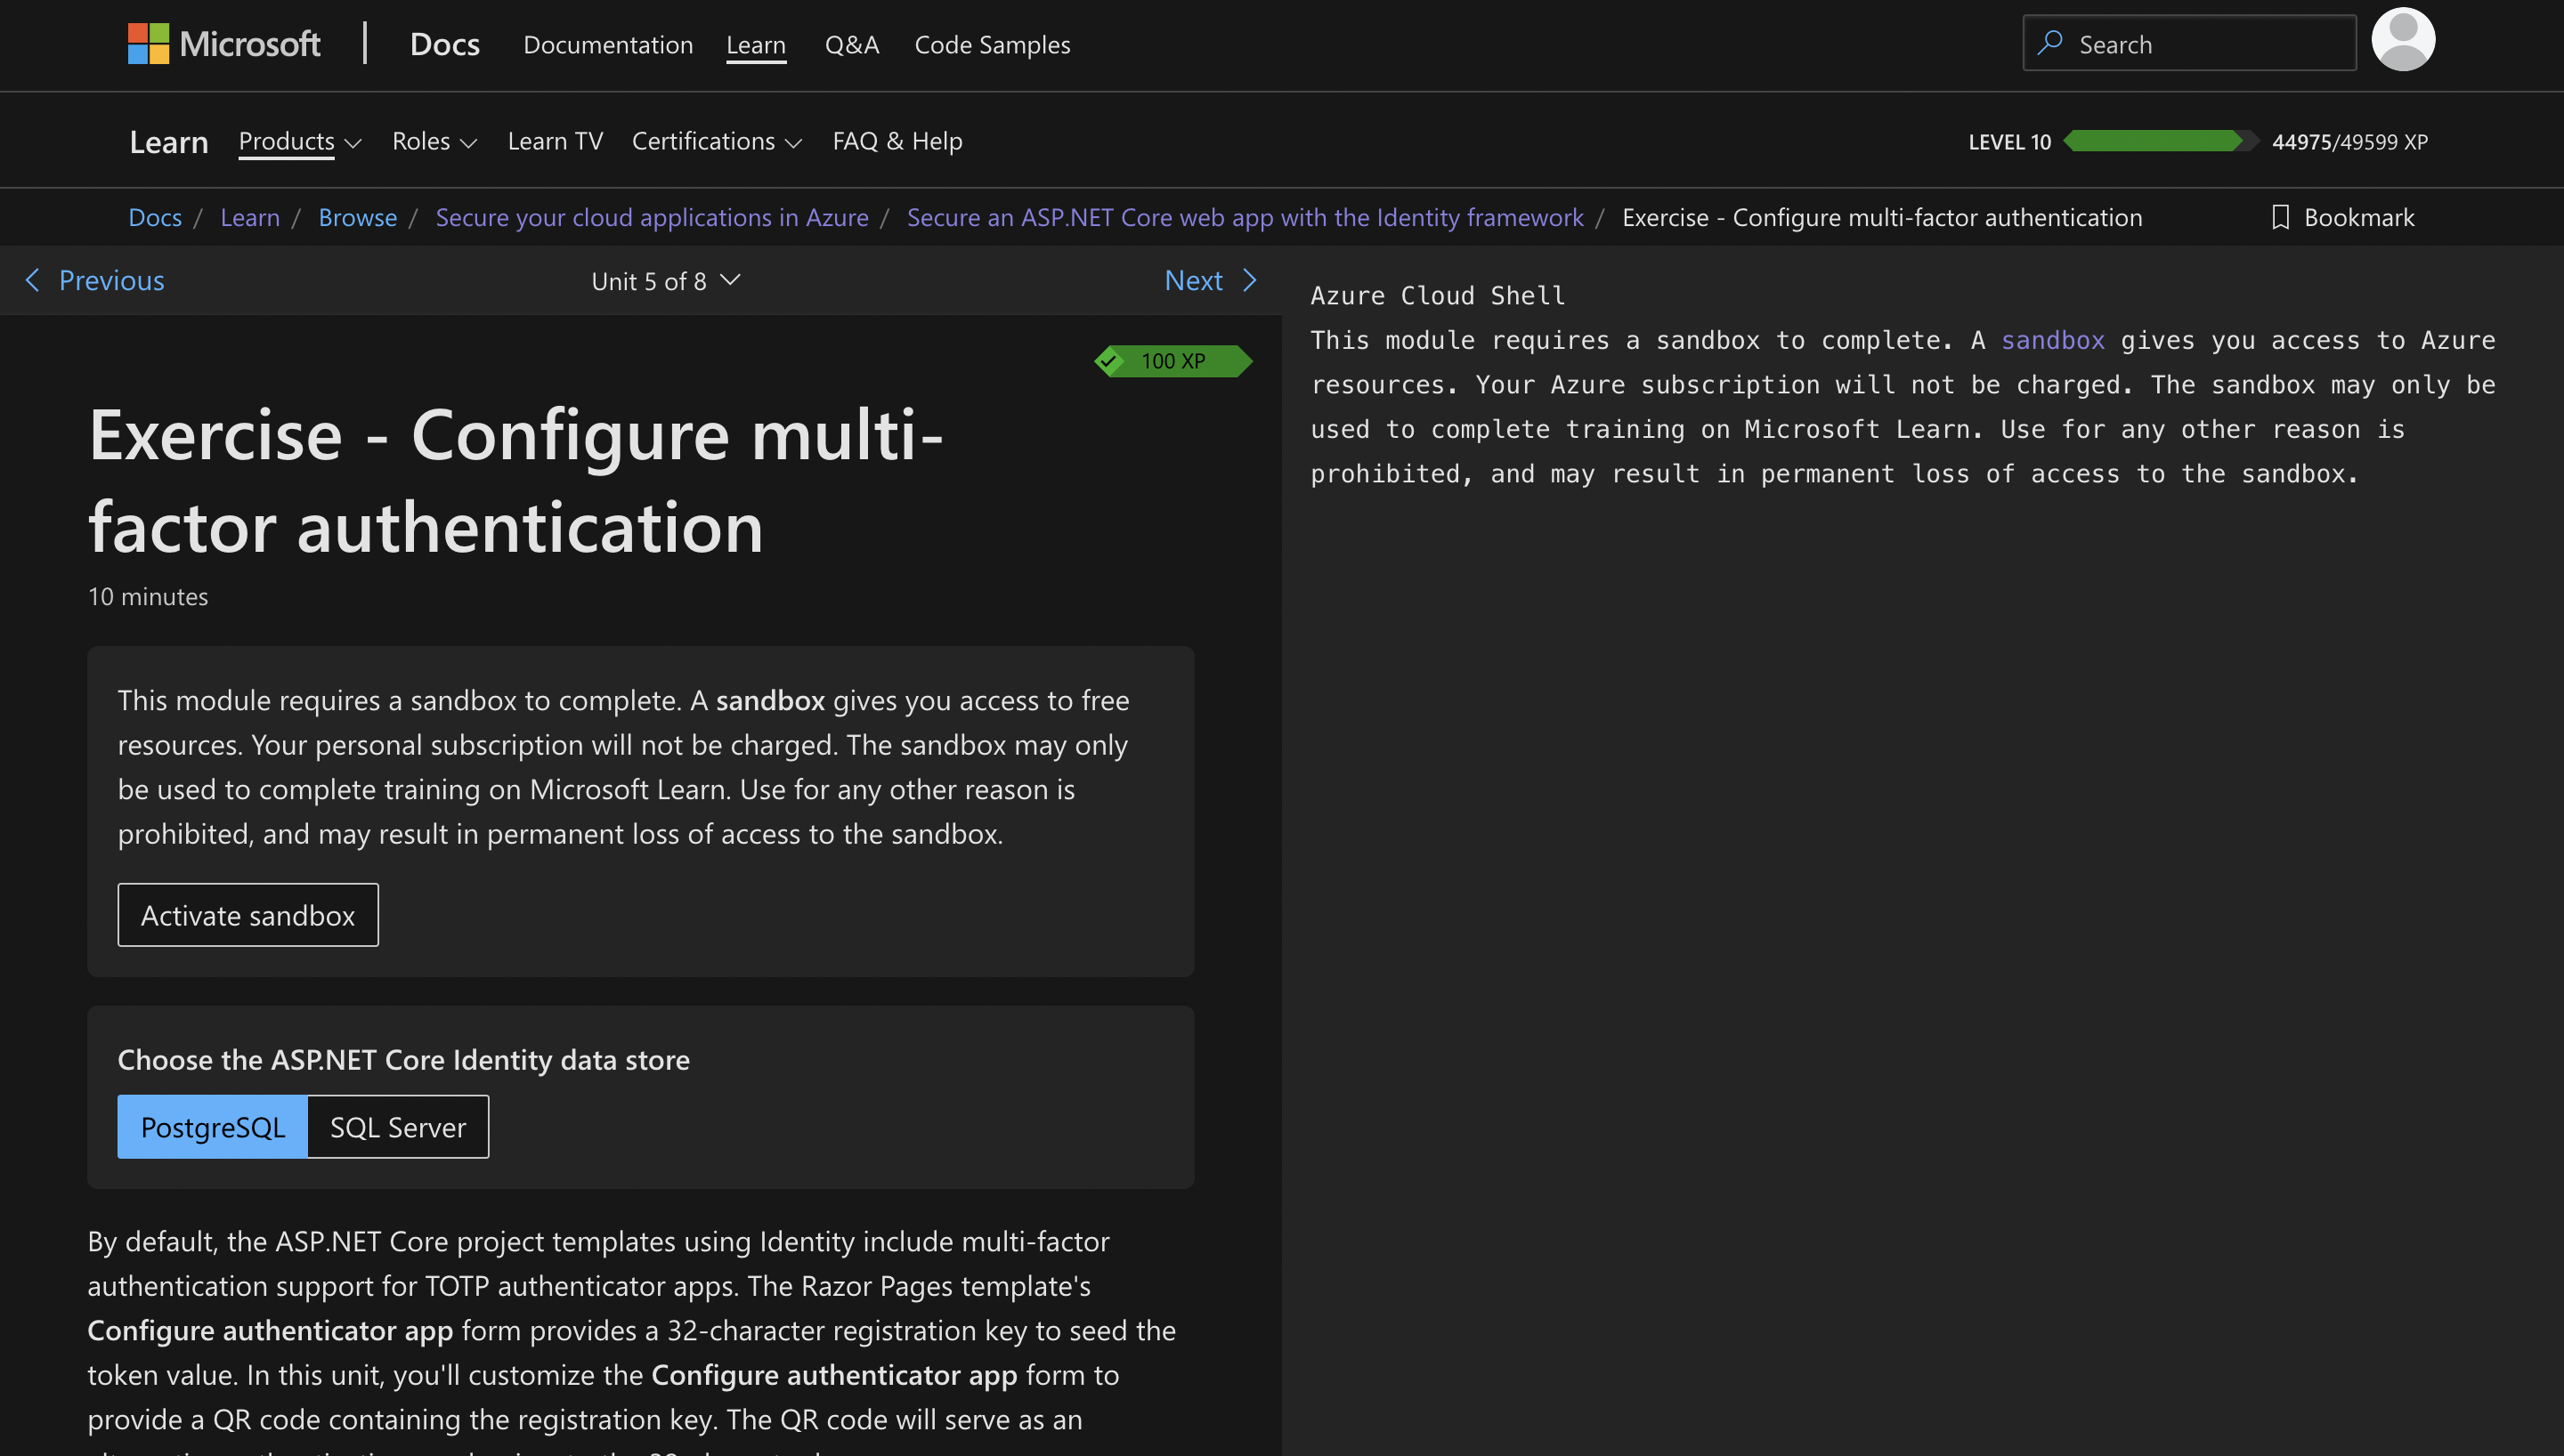 Microsoft
Docs
Documentation
Learn
Q&A
Code Samples
Search
Learn
Products
Roles
Learn TV
Certifications
FAQ & Help
LEVEL 10
44975/49599 XP
Docs / Learn / Browse / Secure your cloud applications in Azure / Secure an ASP.NET Core web app with the Identity framework / Exercise - Configure multi-factor authentication
Bookmark
Previous
Unit 5 of 8
Next
100 XP
Exercise - Configure multi-
factor authentication
10 minutes
This module requires a sandbox to complete. A sandbox gives you access to free
resources. Your personal subscription will not be charged. The sandbox may only
be used to complete training on Microsoft Learn. Use for any other reason is
prohibited, and may result in permanent loss of access to the sandbox.
Activate sandbox
Choose the ASP.NET Core Identity data store
PostgreSQL
SQL Server
By default, the ASP.NET Core project templates using Identity include multi-factor
authentication support for TOTP authenticator apps. The Razor Pages template's
Configure authenticator app form provides a 32-character registration key to seed the
token value. In this unit, you'll customize the Configure authenticator app form to
provide a QR code containing the registration key. The QR code will serve as an
Azure Cloud Shell
This module requires a sandbox to complete. A sandbox gives you access to Azure
resources. Your Azure subscription will not be charged. The sandbox may only be
used to complete training on Microsoft Learn. Use for any other reason is
prohibited, and may result in permanent loss of access to the sandbox.